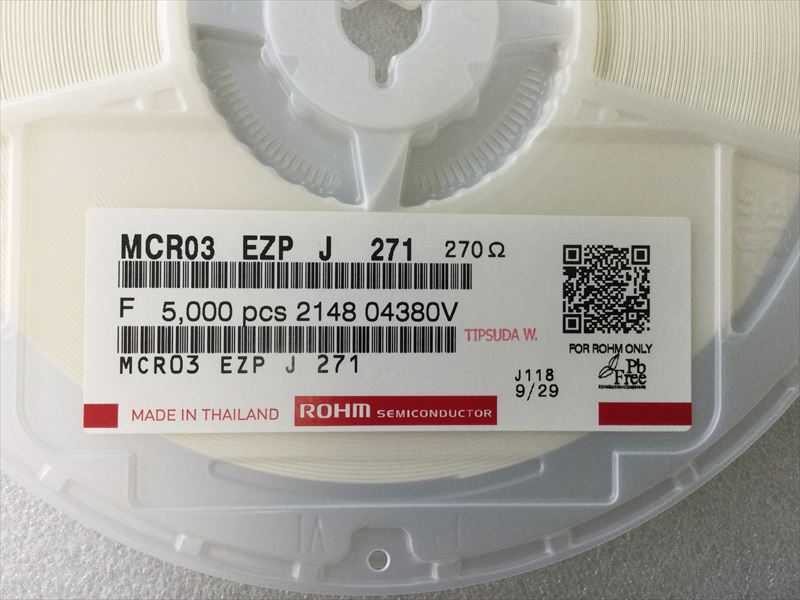 MCR03 EZP J 271 270Ω
F 5,000 pcs 2148 04380V
TIPSUDA W.
MCR03 EZP J 271
FOR ROHM ONLY
Pb
Free
J118
9/29
MADE IN THAILAND
ROHM SEMICONDUCTOR